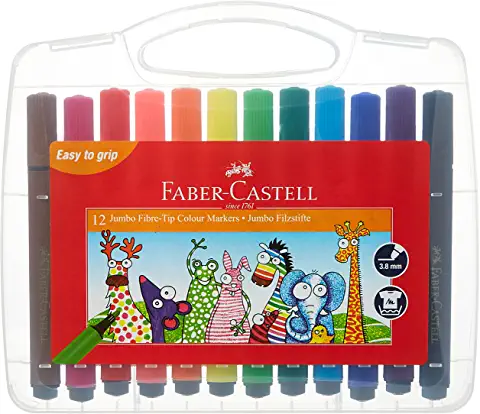 Easy to grip
FABER-CASTELL
since 1761
12 Jumbo Fibre-Tip Colour Markers • Jumbo Filzstifte
3.8 mm
FABER-CASTELL